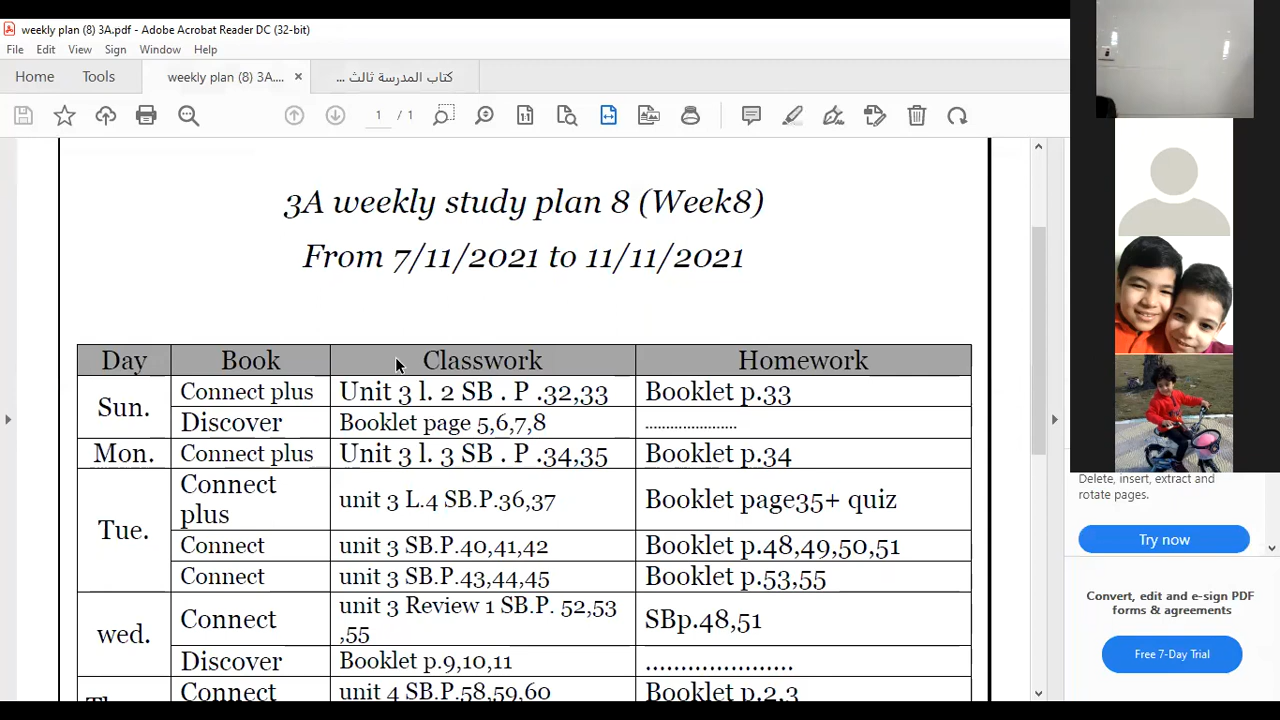 weekly plan (8) 3A.pdf - Adobe Acrobat Reader DC (32-bit)
File Edit View Sign Window Help
Home Tools weekly plan (8) 3A.... × كتاب المدرسة ثالث ...
1 / 1
3A weekly study plan 8 (Week8)
From 7/11/2021 to 11/11/2021
Day Book Classwork Homework
Sun. Connect plus Unit 3 l. 2 SB . P .32,33 Booklet p.33
Discover Booklet page 5,6,7,8 ......................
Mon. Connect plus Unit 3 l. 3 SB . P .34,35 Booklet p.34
Tue. Connect plus unit 3 L.4 SB.P.36,37 Booklet page35+ quiz
Connect unit 3 SB.P.40,41,42 Booklet p.48,49,50,51
Connect unit 3 SB.P.43,44,45 Booklet p.53,55
wed. Connect unit 3 Review 1 SB.P. 52,53 ,55 SBp.48,51
Discover Booklet p.9,10,11 .....................
Connect unit 4 SB.P.58,59,60 Booklet p.2,3
Delete, insert, extract and
rotate pages.
Try now
Convert, edit and e-sign PDF
forms & agreements
Free 7-Day Trial